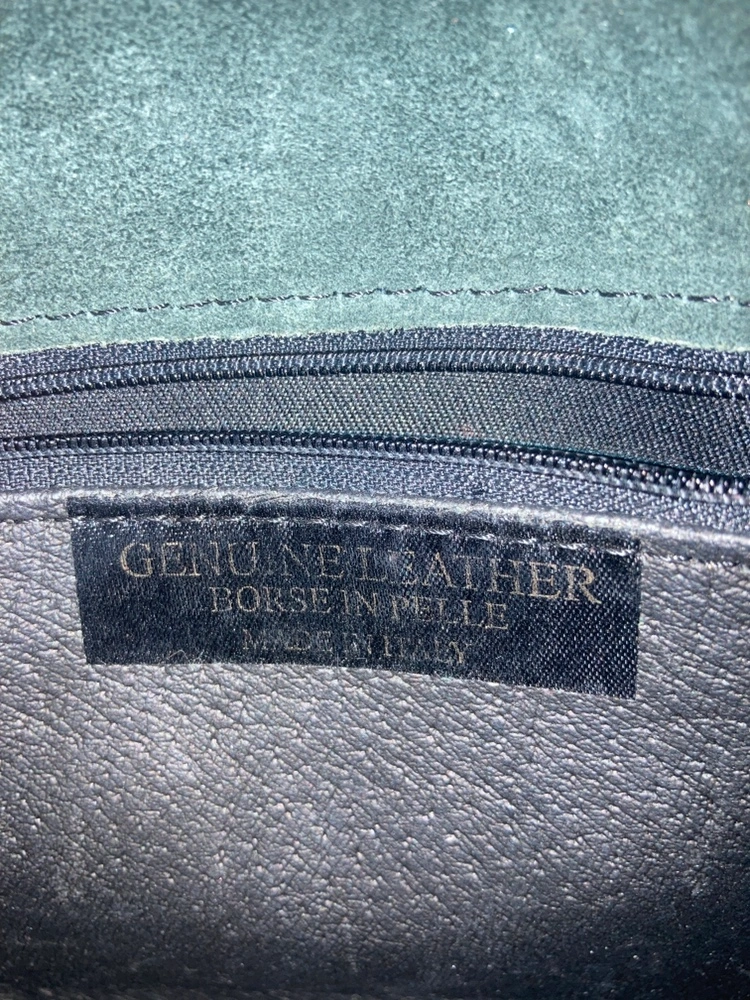 GENUINE LEATHER
BORSE IN PELLE
MADE IN ITALY